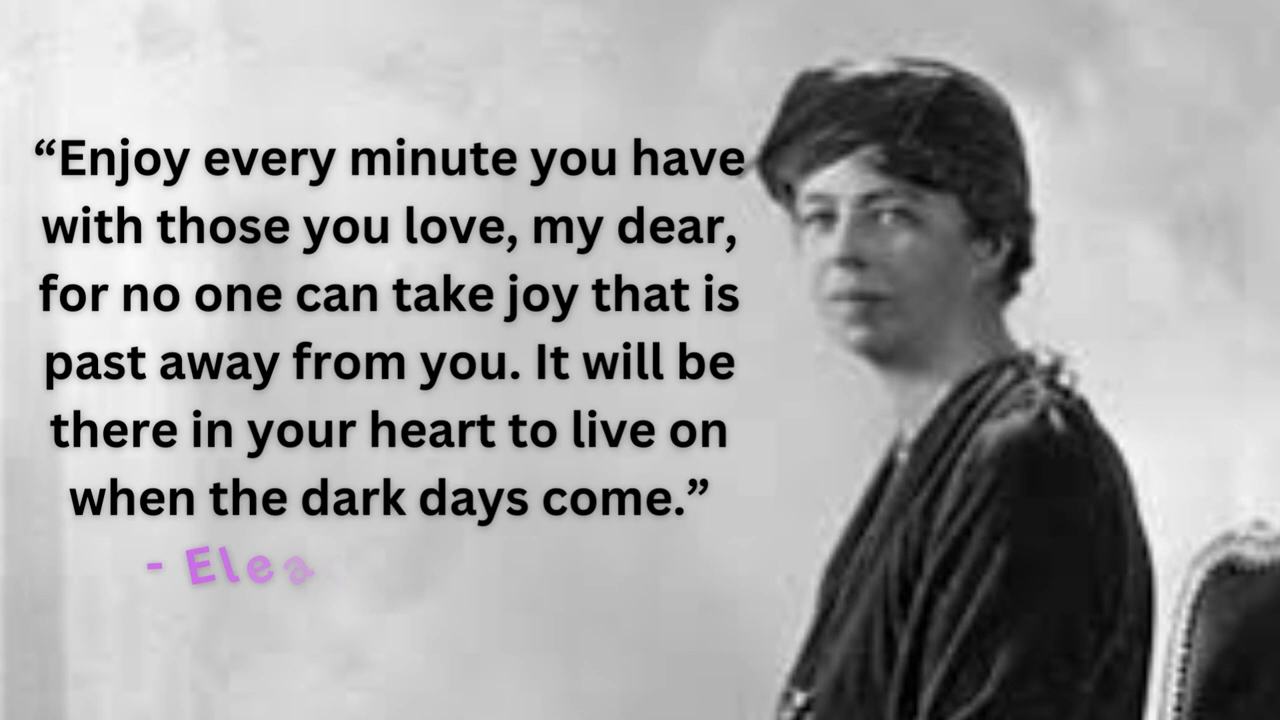 “Enjoy every minute you have
with those you love, my dear,
for no one can take joy that is
past away from you. It will be
there in your heart to live on
when the dark days come.”
- Elea